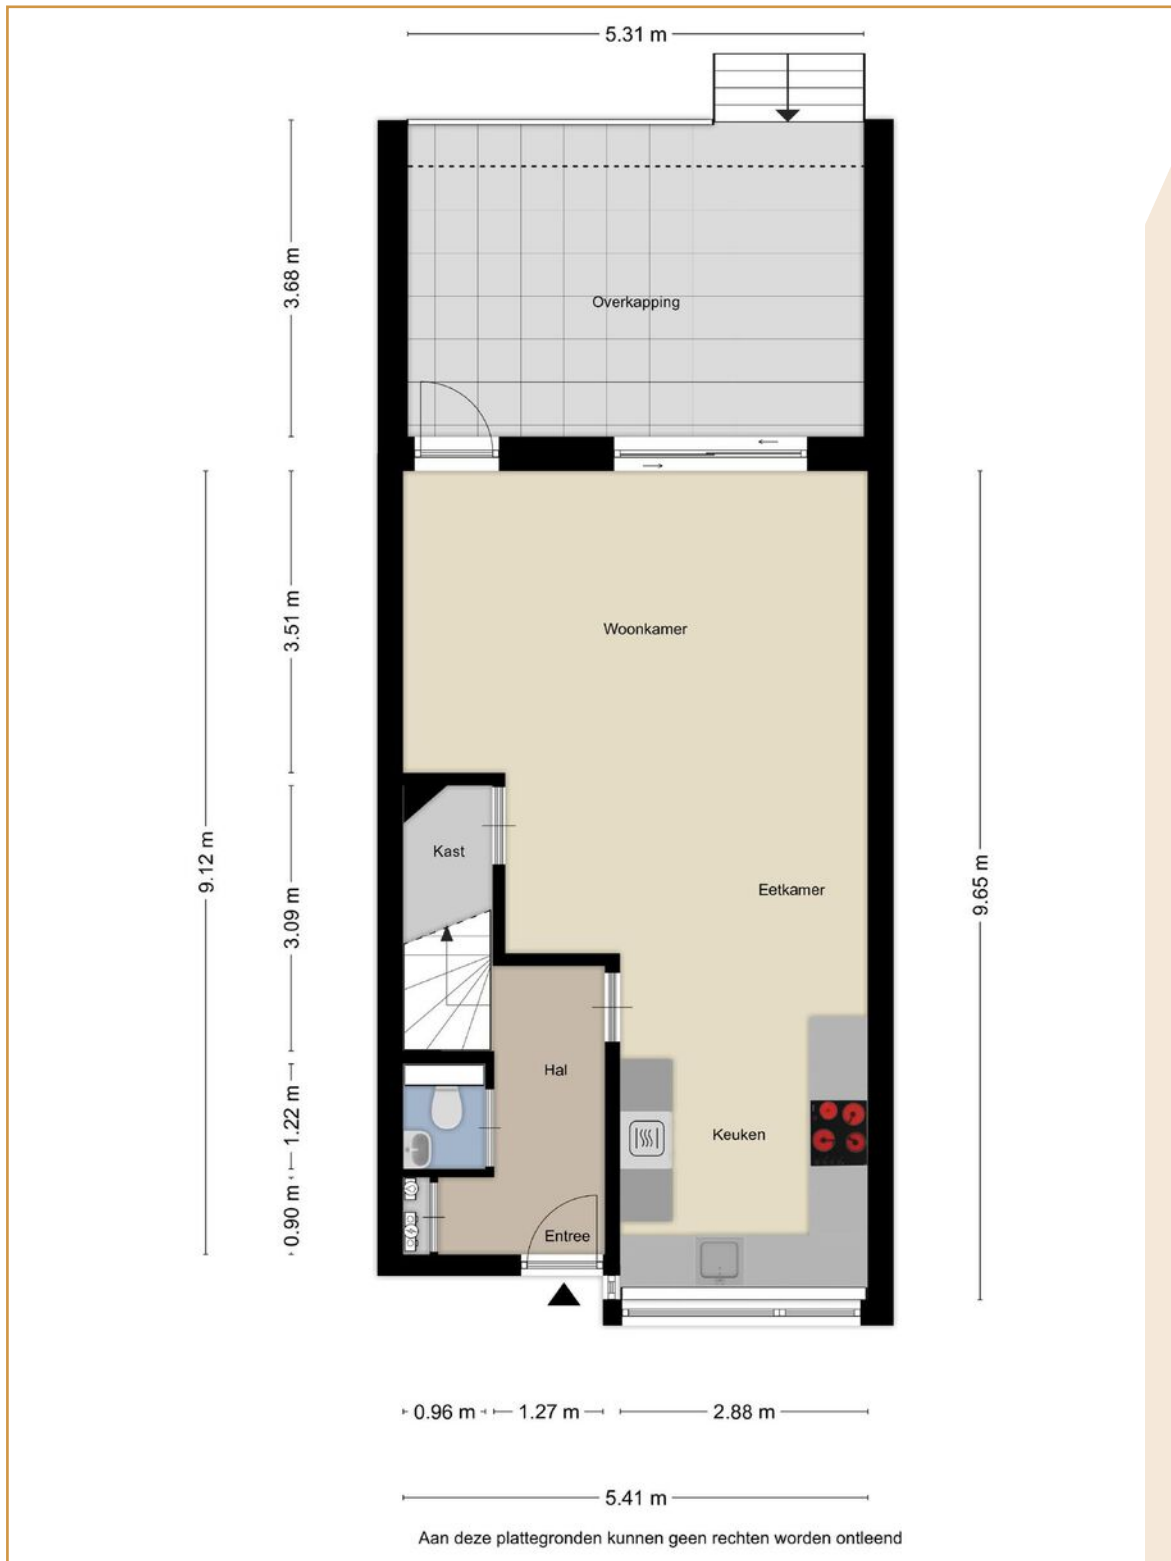 5.31 m
3.68 m
Overkapping
3.51 m
Woonkamer
9.12 m
3.09 m
Kast
Eetkamer
9.65 m
Hal
1.22 m
Keuken
0.90 m
Entree
0.96 m
1.27 m
2.88 m
5.41 m
Aan deze plattegronden kunnen geen rechten worden ontleend